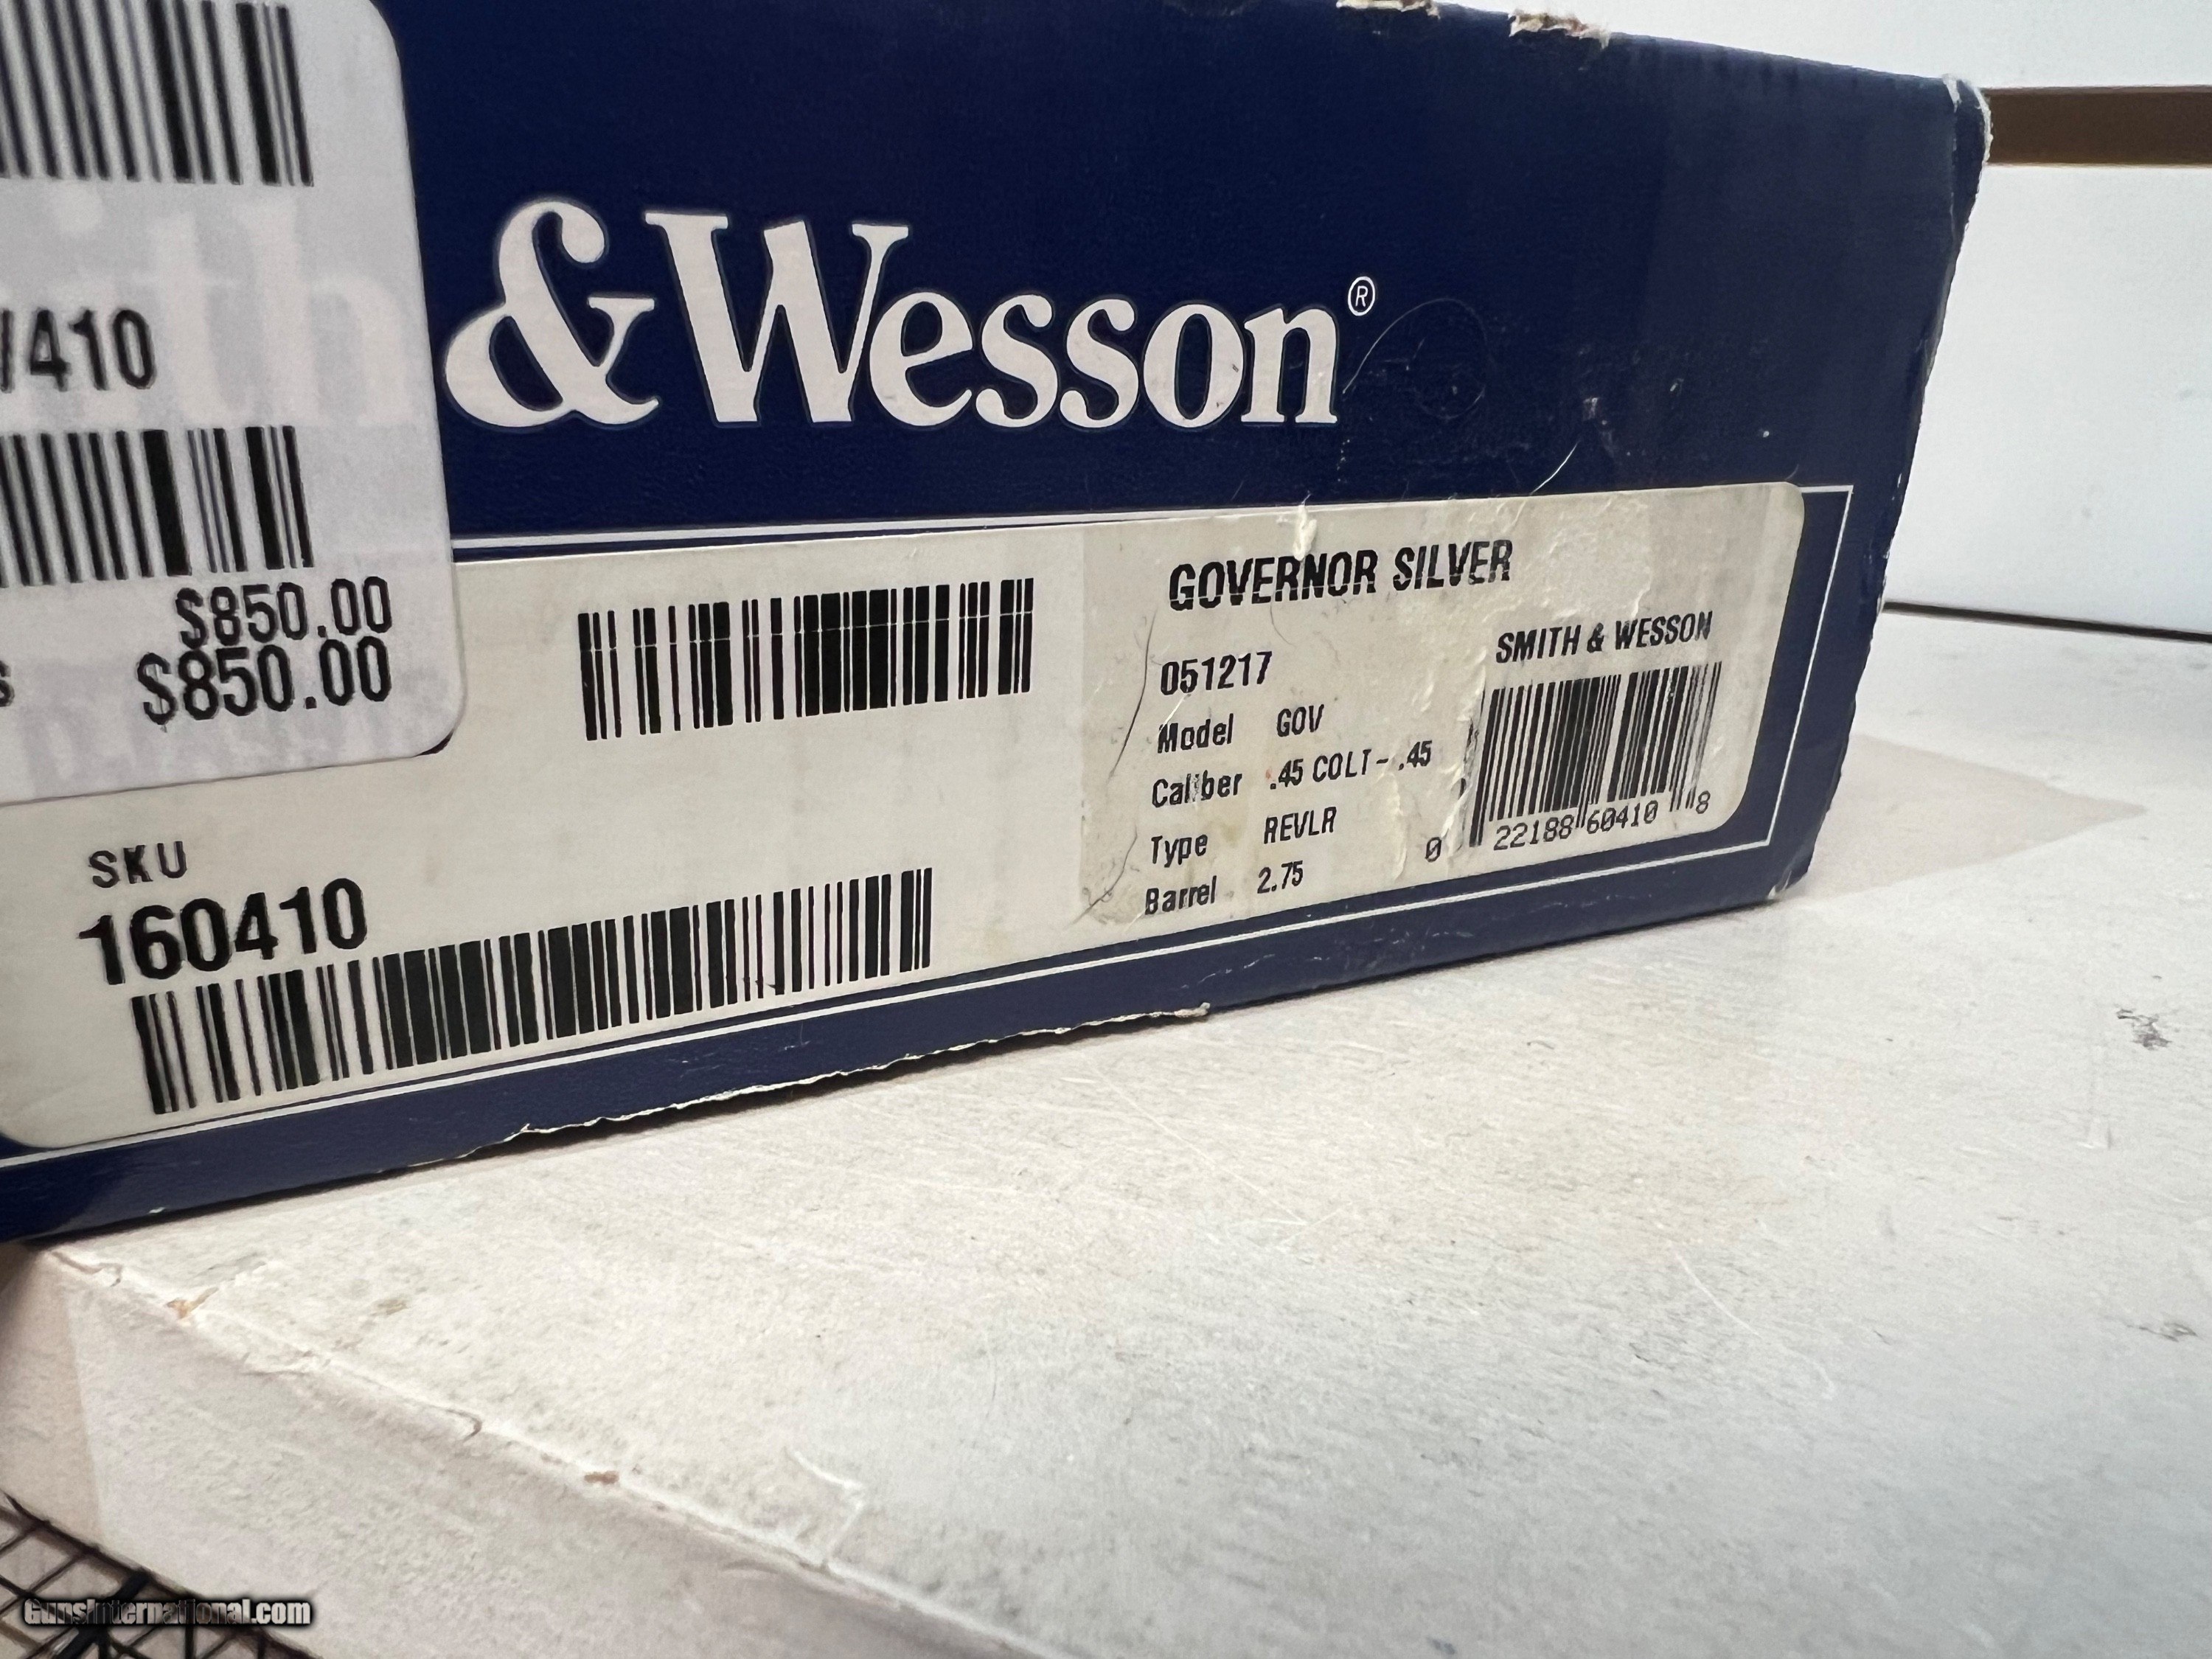 /410
$850.00
s $850.00
& Wesson®
SKU
160410
GOVERNOR SILVER
051217
SMITH & WESSON
Model GOV
Caliber .45 COLT- .45
Type REVLR
Barrel 2.75
0 22188 60410 8
GunsInternational.com